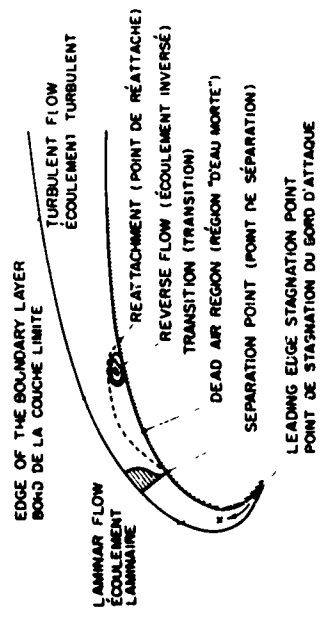 EDGE OF THE BOUNDARY LAYER
BORD DE LA COUCHE LIMITE
TURBULENT FLOW
ÉCOULEMENT TURBULENT
LAMINAR FLOW
ÉCOULEMENT
LAMINAIRE
REATTACHMENT (POINT DE RÉATTACHE)
REVERSE FLOW (ÉCOULEMENT INVERSÉ)
TRANSITION (TRANSITION)
DEAD AIR REGION (RÉGION "D'EAU MORTE")
SEPARATION POINT (POINT DE SÉPARATION)
LEADING EDGE STAGNATION POINT
POINT DE STAGNATION DU BORD D'ATTAQUE
x